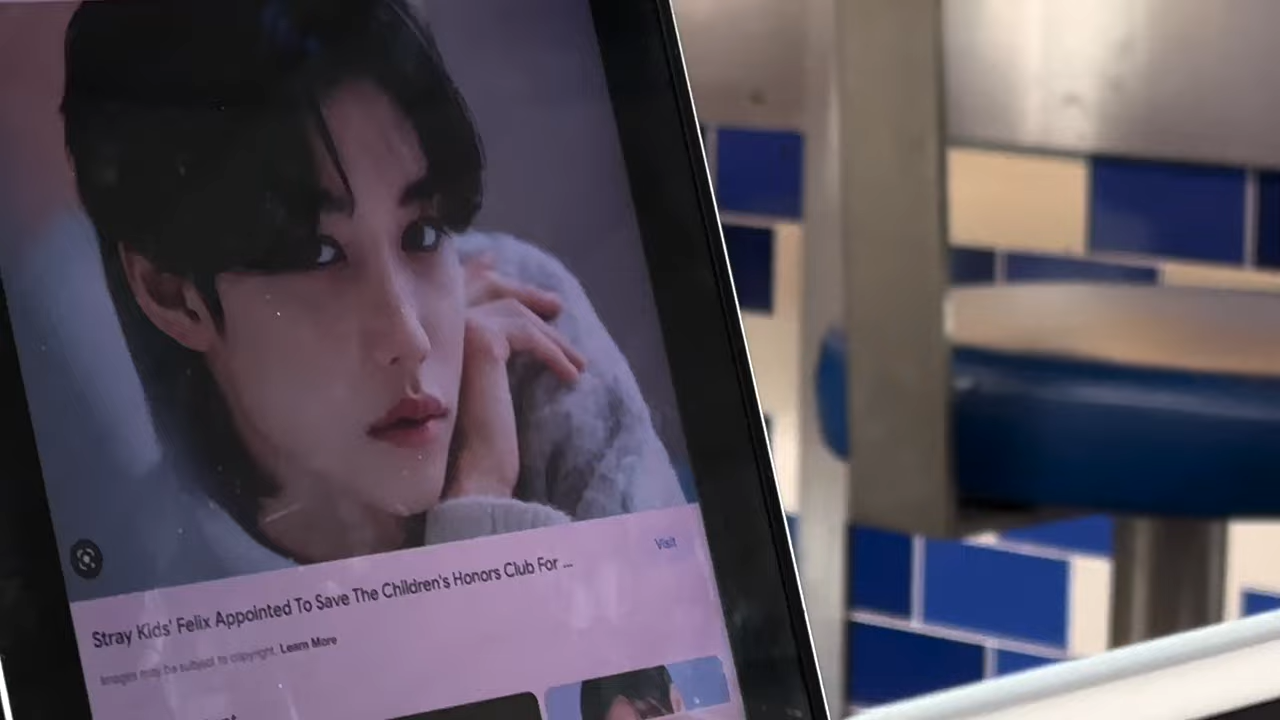 Visit
Stray Kids' Felix Appointed To Save The Children's Honors Club For ...
Images may be subject to copyright. Learn More